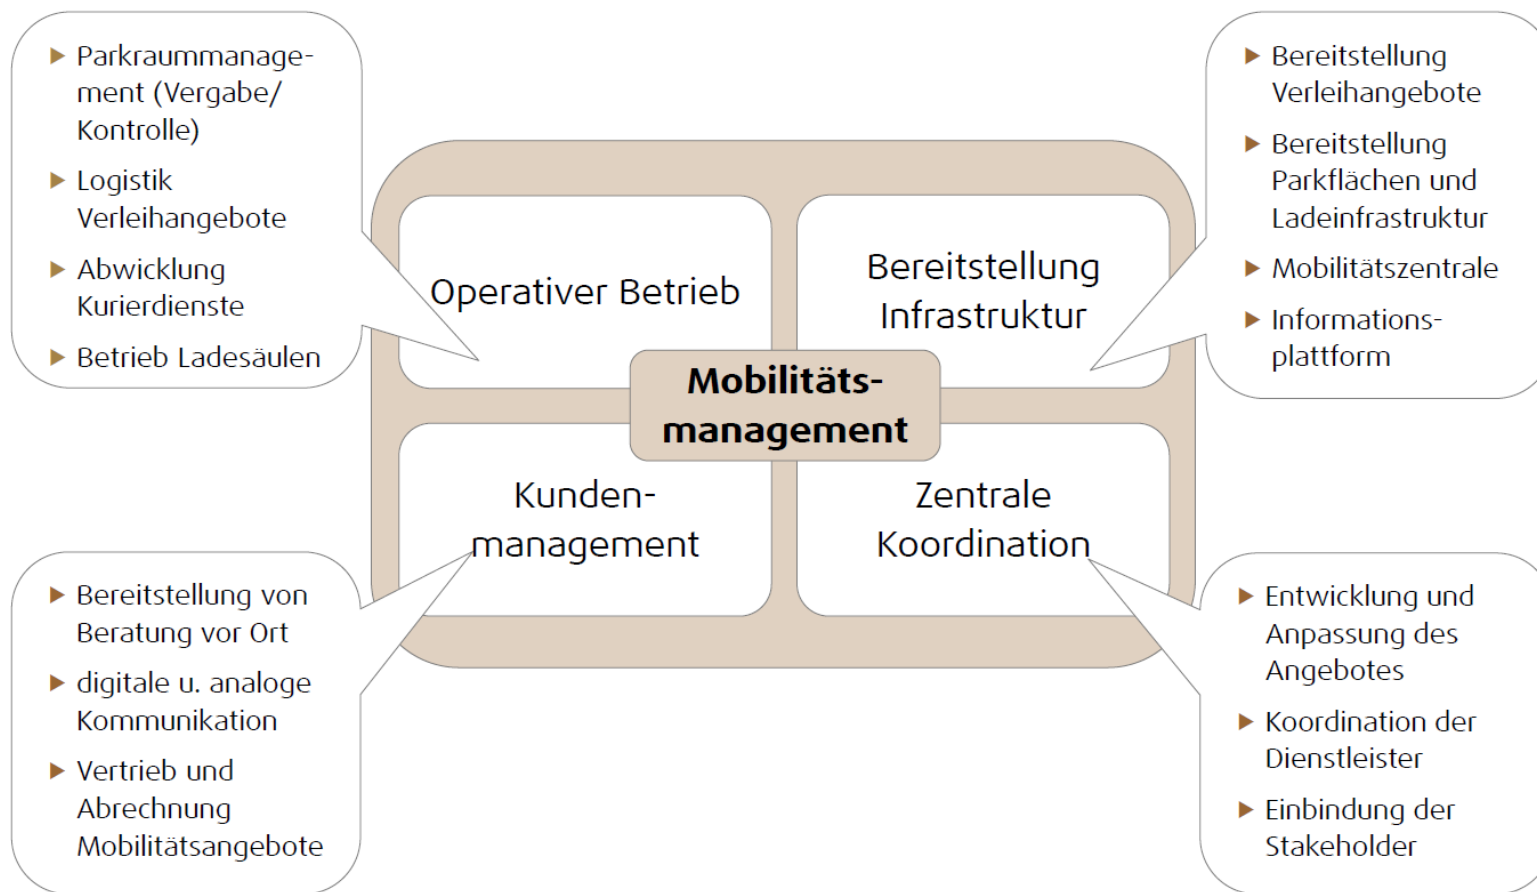 ▶ Parkraummanage-
ment (Vergabe/
Kontrolle)
▶ Logistik
Verleihangebote
▶ Abwicklung
Kurierdienste
▶ Betrieb Ladesäulen
▶ Bereitstellung
Verleihangebote
▶ Bereitstellung
Parkflächen und
Ladeinfrastruktur
▶ Mobilitätszentrale
▶ Informations-
plattform
Operativer Betrieb
Bereitstellung
Infrastruktur
Mobilitäts-
management
Kunden-
management
Zentrale
Koordination
▶ Bereitstellung von
Beratung vor Ort
▶ digitale u. analoge
Kommunikation
▶ Vertrieb und
Abrechnung
Mobilitätsangebote
▶ Entwicklung und
Anpassung des
Angebotes
▶ Koordination der
Dienstleister
▶ Einbindung der
Stakeholder